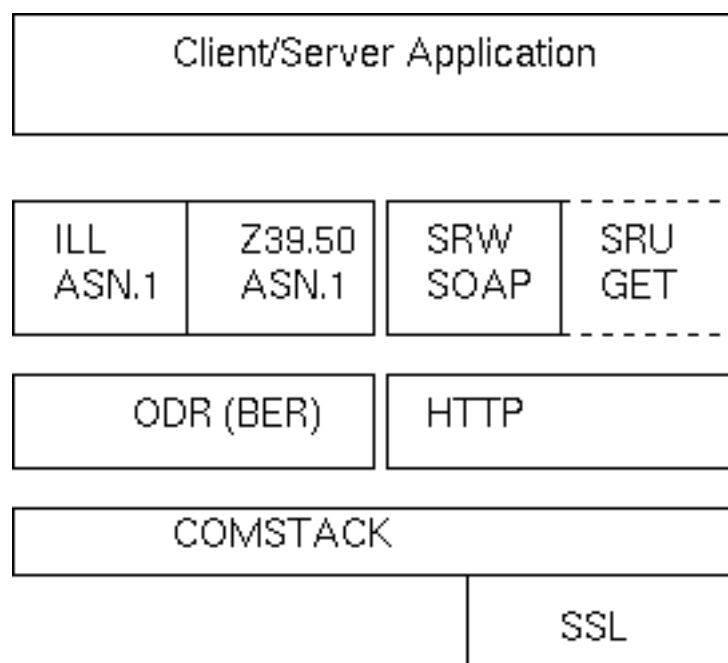 Client/Server Application
ILL
ASN.1
Z39.50
ASN.1
SRW
SOAP
SRU
GET
ODR (BER)
HTTP
COMSTACK
SSL